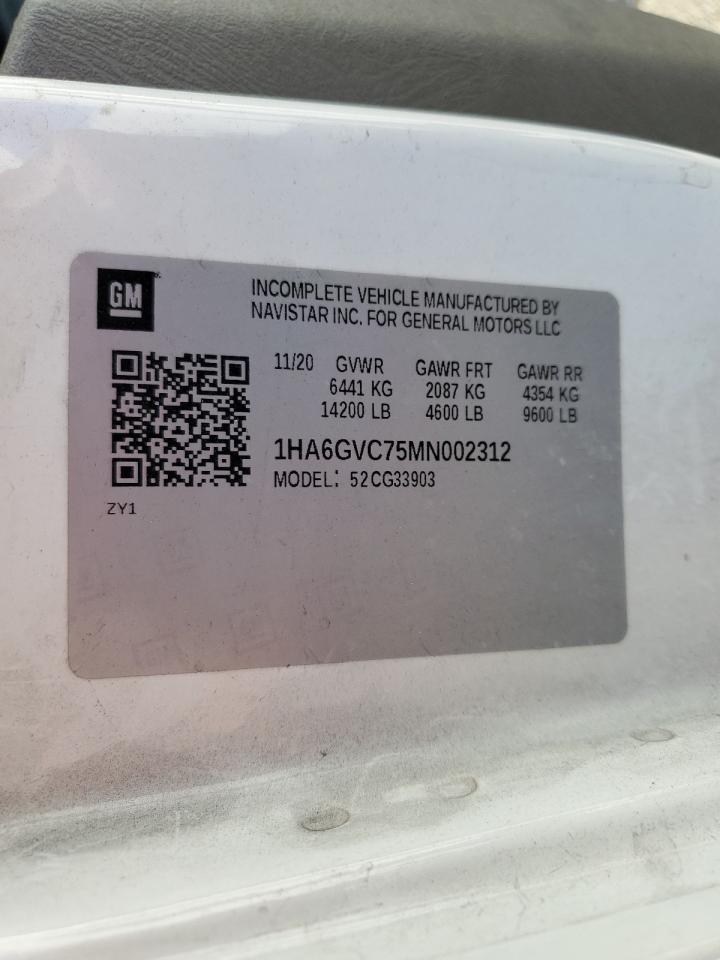 GM
INCOMPLETE VEHICLE MANUFACTURED BY
NAVISTAR INC. FOR GENERAL MOTORS LLC
11/20 GVWR GAWR FRT GAWR RR
6441 KG 2087 KG 4354 KG
14200 LB 4600 LB 9600 LB
1HA6GVC75MN002312
MODEL: 52CG33903
ZY1